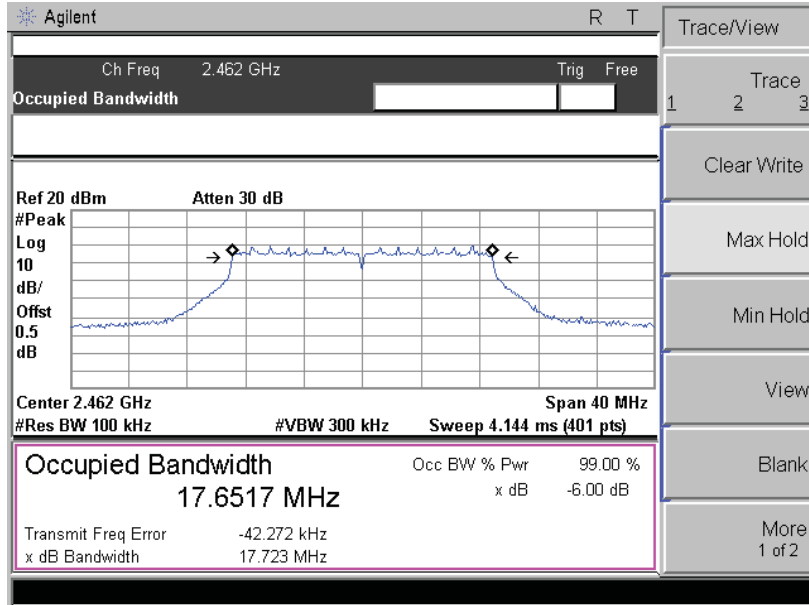 Agilent R T
Ch Freq 2.462 GHz Trig Free
Occupied Bandwidth
Ref 20 dBm Atten 30 dB
#Peak
Log
10
dB/
Offst
0.5
dB
Center 2.462 GHz Span 40 MHz
#Res BW 100 kHz #VBW 300 kHz Sweep 4.144 ms (401 pts)
Occupied Bandwidth
17.6517 MHz
Occ BW % Pwr 99.00 %
x dB -6.00 dB
Transmit Freq Error -42.272 kHz
x dB Bandwidth 17.723 MHz
Trace/View
Trace
1 2 3
Clear Write
Max Hold
Min Hold
View
Blank
More
1 of 2